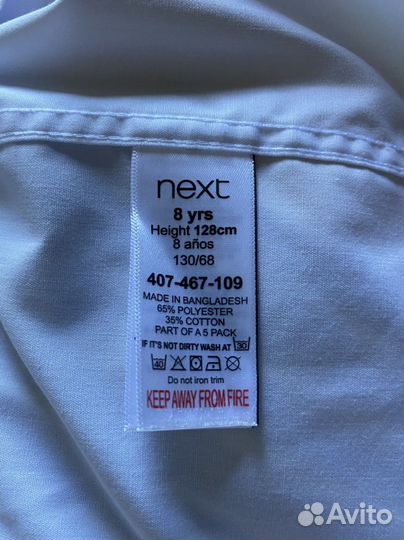 next
8 yrs
Height 128cm
8 años
130/68
407-467-109
MADE IN BANGLADESH
65% POLYESTER
35% COTTON
PART OF A 5 PACK
IF IT'S NOT DIRTY WASH AT 30
40
Do not iron trim
KEEP AWAY FROM FIRE
Avito